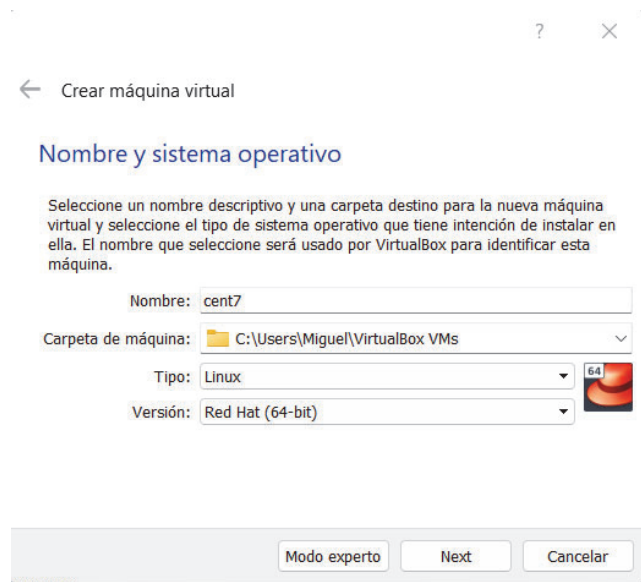 ?
Crear máquina virtual
Nombre y sistema operativo
Seleccione un nombre descriptivo y una carpeta destino para la nueva máquina
virtual y seleccione el tipo de sistema operativo que tiene intención de instalar en
ella. El nombre que seleccione será usado por VirtualBox para identificar esta
máquina.
Nombre: cent7
Carpeta de máquina: C:\Users\Miguel\VirtualBox VMs
Tipo: Linux
64
Versión: Red Hat (64-bit)
Modo experto Next Cancelar